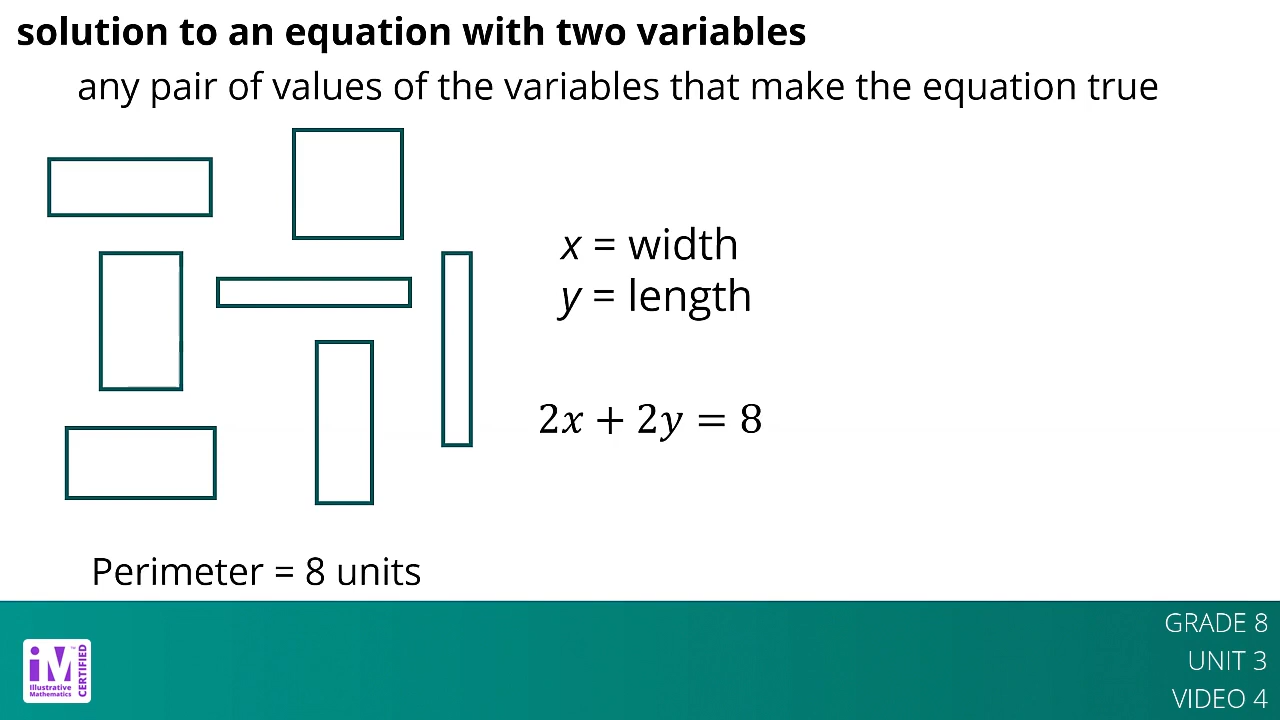 solution to an equation with two variables
any pair of values of the variables that make the equation true
x = width
y = length
2x + 2y = 8
Perimeter = 8 units
GRADE 8
UNIT 3
VIDEO 4
iM
Illustrative
Mathematics
CERTIFIED